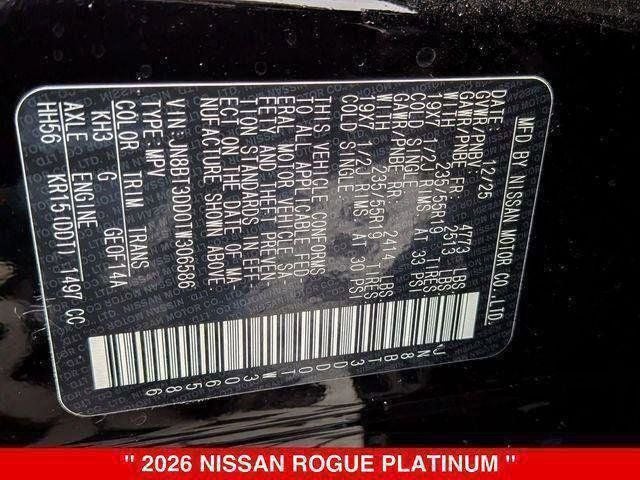 MFD BY NISSAN MOTOR CO.,LTD.
DATE: 12/25
GVWR/PNBV: 4773 LBS
GAWR/PNBE FR. 2513 LBS
WITH 235/55R19 TIRES
19X7 1/2J RIMS AT 33 PSI
COLD SINGLE
GAWR/PNBE RR. 2414 LBS
WITH 235/55R19 TIRES
19X7 1/2J RIMS AT 30 PSI
COLD SINGLE
THIS VEHICLE CONFORMS
TO ALL APPLICABLE FED
ERAL MOTOR VEHICLE SAF
ETY AND THEFT PREVEN
TION STANDARDS IN EFF
ECT ON THE DATE OF MA
NUFACTURE SHOWN ABOVE
VIN:JN8BT3DD0TW306586
TYPE: MPV
COLOR TRIM TRANS
KH3 G GE0F14A
AXLE ENGINE
HH56 1497 CC
JN8BT3DD0TW306586
" 2026 NISSAN ROGUE PLATINUM "